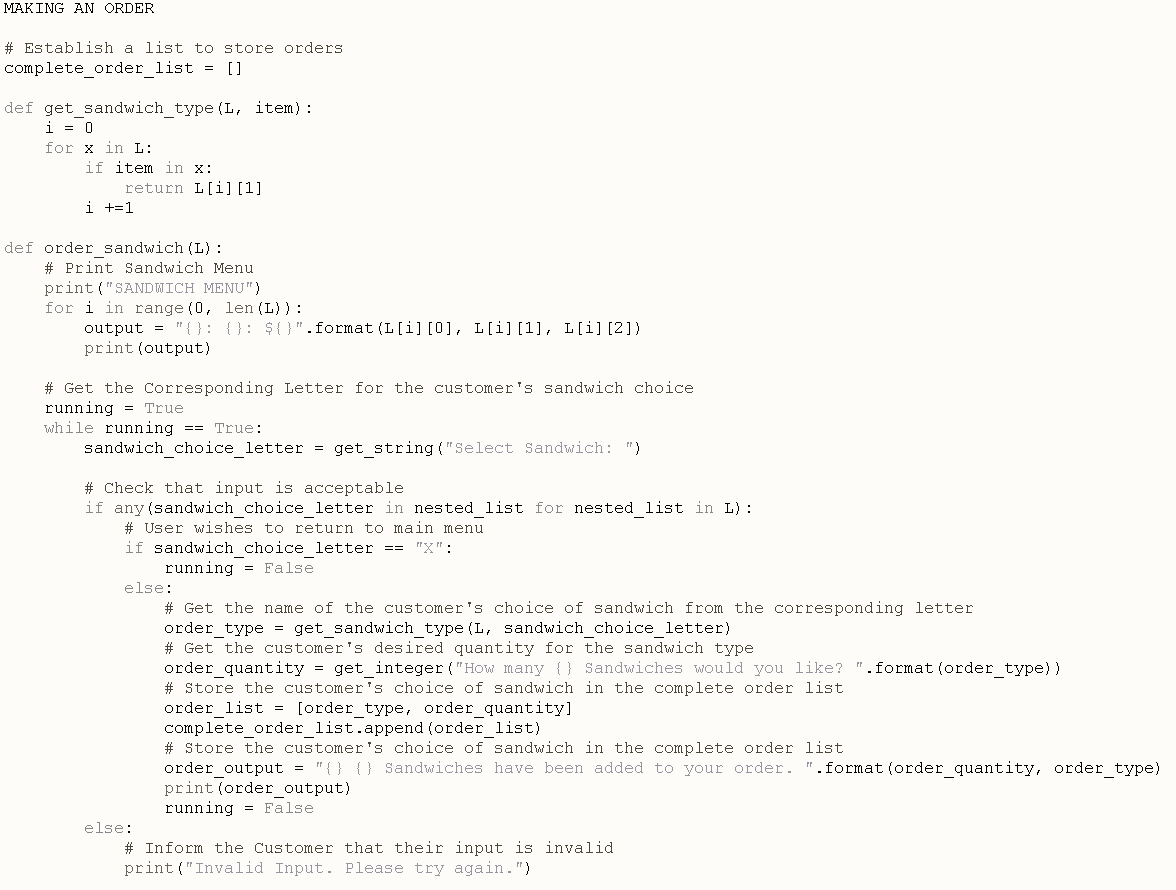 MAKING AN ORDER

# Establish a list to store orders
complete_order_list = []

def get_sandwich_type(L, item):
    i = 0
    for x in L:
        if item in x:
            return L[i][1]
        i +=1

def order_sandwich(L):
    # Print Sandwich Menu
    print("SANDWICH MENU")
    for i in range(0, len(L)):
        output = "{}: {}: ${}".format(L[i][0], L[i][1], L[i][2])
        print(output)

    # Get the Corresponding Letter for the customer's sandwich choice
    running = True
    while running == True:
        sandwich_choice_letter = get_string("Select Sandwich: ")

        # Check that input is acceptable
        if any(sandwich_choice_letter in nested_list for nested_list in L):
            # User wishes to return to main menu
            if sandwich_choice_letter == "X":
                running = False
            else:
                # Get the name of the customer's choice of sandwich from the corresponding letter
                order_type = get_sandwich_type(L, sandwich_choice_letter)
                # Get the customer's desired quantity for the sandwich type
                order_quantity = get_integer("How many {} Sandwiches would you like? ".format(order_type))
                # Store the customer's choice of sandwich in the complete order list
                order_list = [order_type, order_quantity]
                complete_order_list.append(order_list)
                # Store the customer's choice of sandwich in the complete order list
                order_output = "{} {} Sandwiches have been added to your order. ".format(order_quantity, order_type)
                print(order_output)
                running = False
        else:
            # Inform the Customer that their input is invalid
            print("Invalid Input. Please try again.")